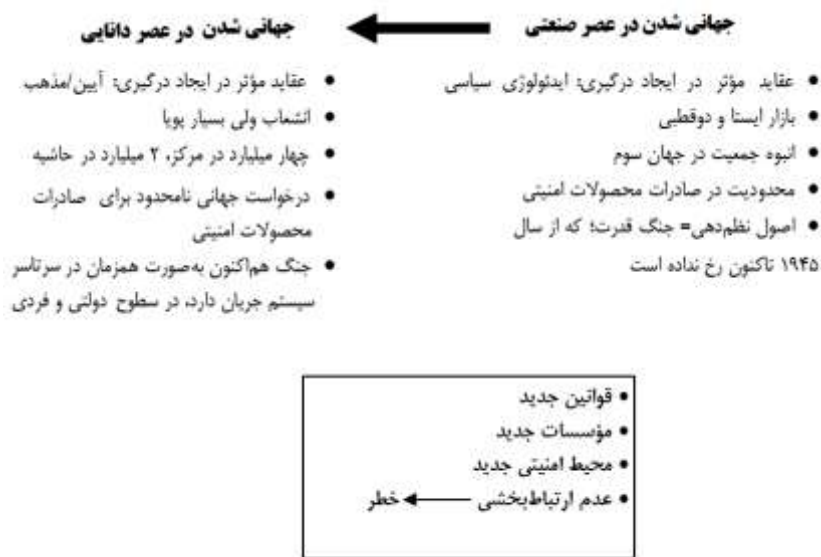 جهانی شدن در عصر صنعتی
• عقاید مؤثر در ایجاد درگیری: ایدئولوژی سیاسی
• بازار ایستا و دوقطبی
• انبوه جمعیت در جهان سوم
• محدودیت در صادرات محصولات امنیتی
• اصول نظم‌دهی= جنگ قدرت؛ که از سال
۱۹۴۵ تاکنون رخ نداده است
جهانی شدن در عصر دانایی
• عقاید مؤثر در ایجاد درگیری: آیین/مذهب
• انشعاب ولی بسیار پویا
• چهار میلیارد در مرکز، ۲ میلیارد در حاشیه
• درخواست جهانی نامحدود برای صادرات
محصولات امنیتی
• جنگ هم‌اکنون به‌صورت همزمان در سرتاسر
سیستم جریان دارد، در سطوح دولتی و فردی
• قوانین جدید
• مؤسسات جدید
• محیط امنیتی جدید
• عدم ارتباط‌بخشی ← خطر